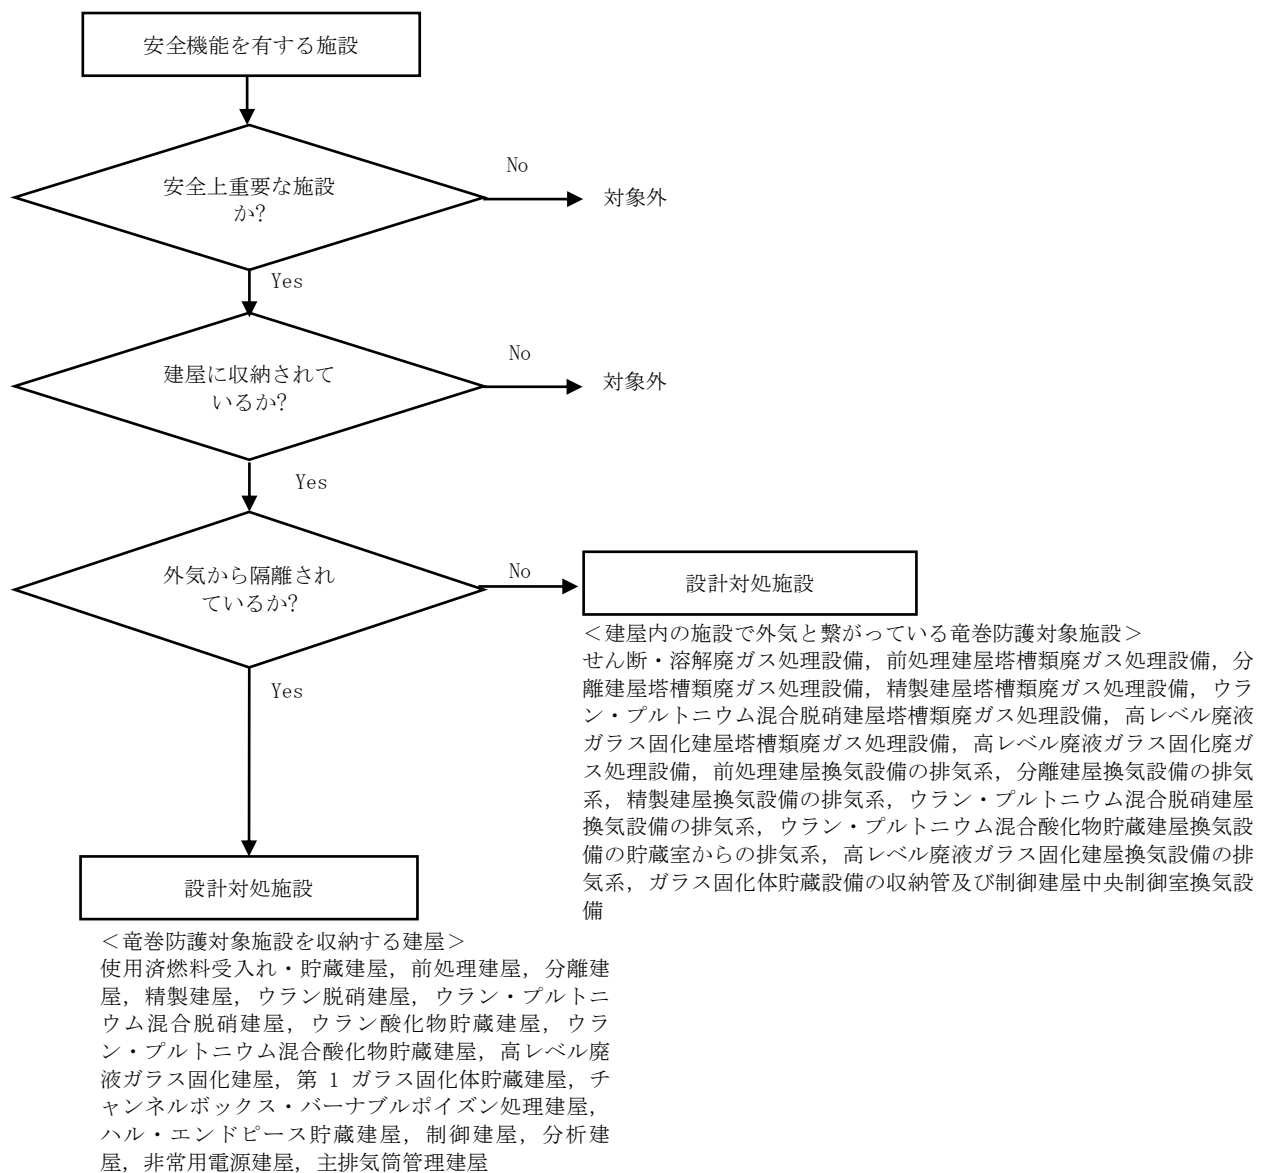 安全機能を有する施設
安全上重要な施設
か?
No
対象外
Yes
建屋に収納されて
いるか?
No
対象外
Yes
外気から隔離され
ているか?
No
設計対処施設
＜建屋内の施設で外気と繋がっている竜巻防護対象施設＞
せん断・溶解廃ガス処理設備，前処理建屋塔槽類廃ガス処理設備，分
離建屋塔槽類廃ガス処理設備，精製建屋塔槽類廃ガス処理設備，ウラ
ン・プルトニウム混合脱硝建屋塔槽類廃ガス処理設備，高レベル廃液
ガラス固化建屋塔槽類廃ガス処理設備，高レベル廃液ガラス固化廃ガ
ス処理設備，前処理建屋換気設備の排気系，分離建屋換気設備の排気
系，精製建屋換気設備の排気系，ウラン・プルトニウム混合脱硝建屋
換気設備の排気系，ウラン・プルトニウム混合酸化物貯蔵建屋換気設
備の貯蔵室からの排気系，高レベル廃液ガラス固化建屋換気設備の排
気系，ガラス固化体貯蔵設備の収納管及び制御建屋中央制御室換気設
備
Yes
設計対処施設
＜竜巻防護対象施設を収納する建屋＞
使用済燃料受入れ・貯蔵建屋，前処理建屋，分離建
屋，精製建屋，ウラン脱硝建屋，ウラン・プルトニ
ウム混合脱硝建屋，ウラン酸化物貯蔵建屋，ウラ
ン・プルトニウム混合酸化物貯蔵建屋，高レベル廃
液ガラス固化建屋，第 1 ガラス固化体貯蔵建屋，チ
ャンネルボックス・バーナブルポイズン処理建屋，
ハル・エンドピース貯蔵建屋，制御建屋，分析建
屋，非常用電源建屋，主排気筒管理建屋